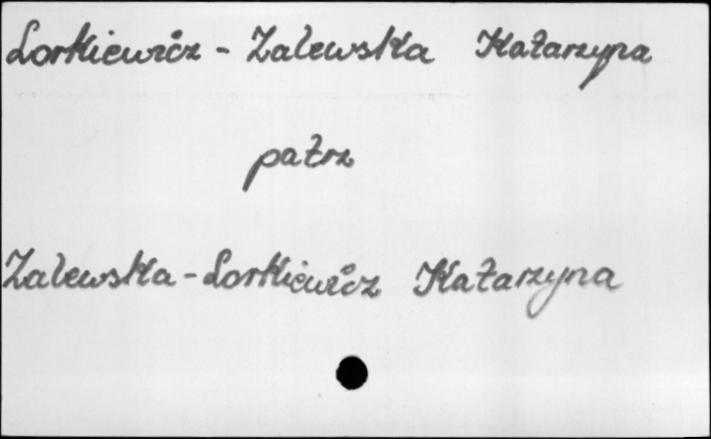 Lorkiewicz - Zalewska Katarzyna
patrz
Zalewska - Lorkiewicz Katarzyna